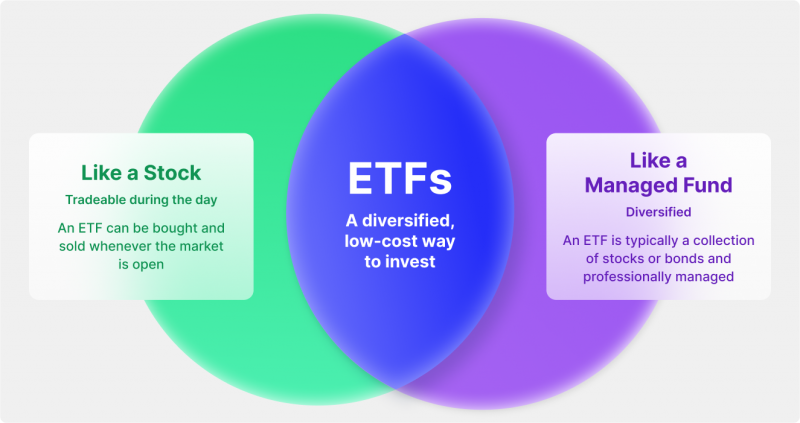 Like a Stock
Tradeable during the day
An ETF can be bought and
sold whenever the market
is open
ETFs
A diversified,
low-cost way
to invest
Like a
Managed Fund
Diversified
An ETF is typically a collection
of stocks or bonds and
professionally managed